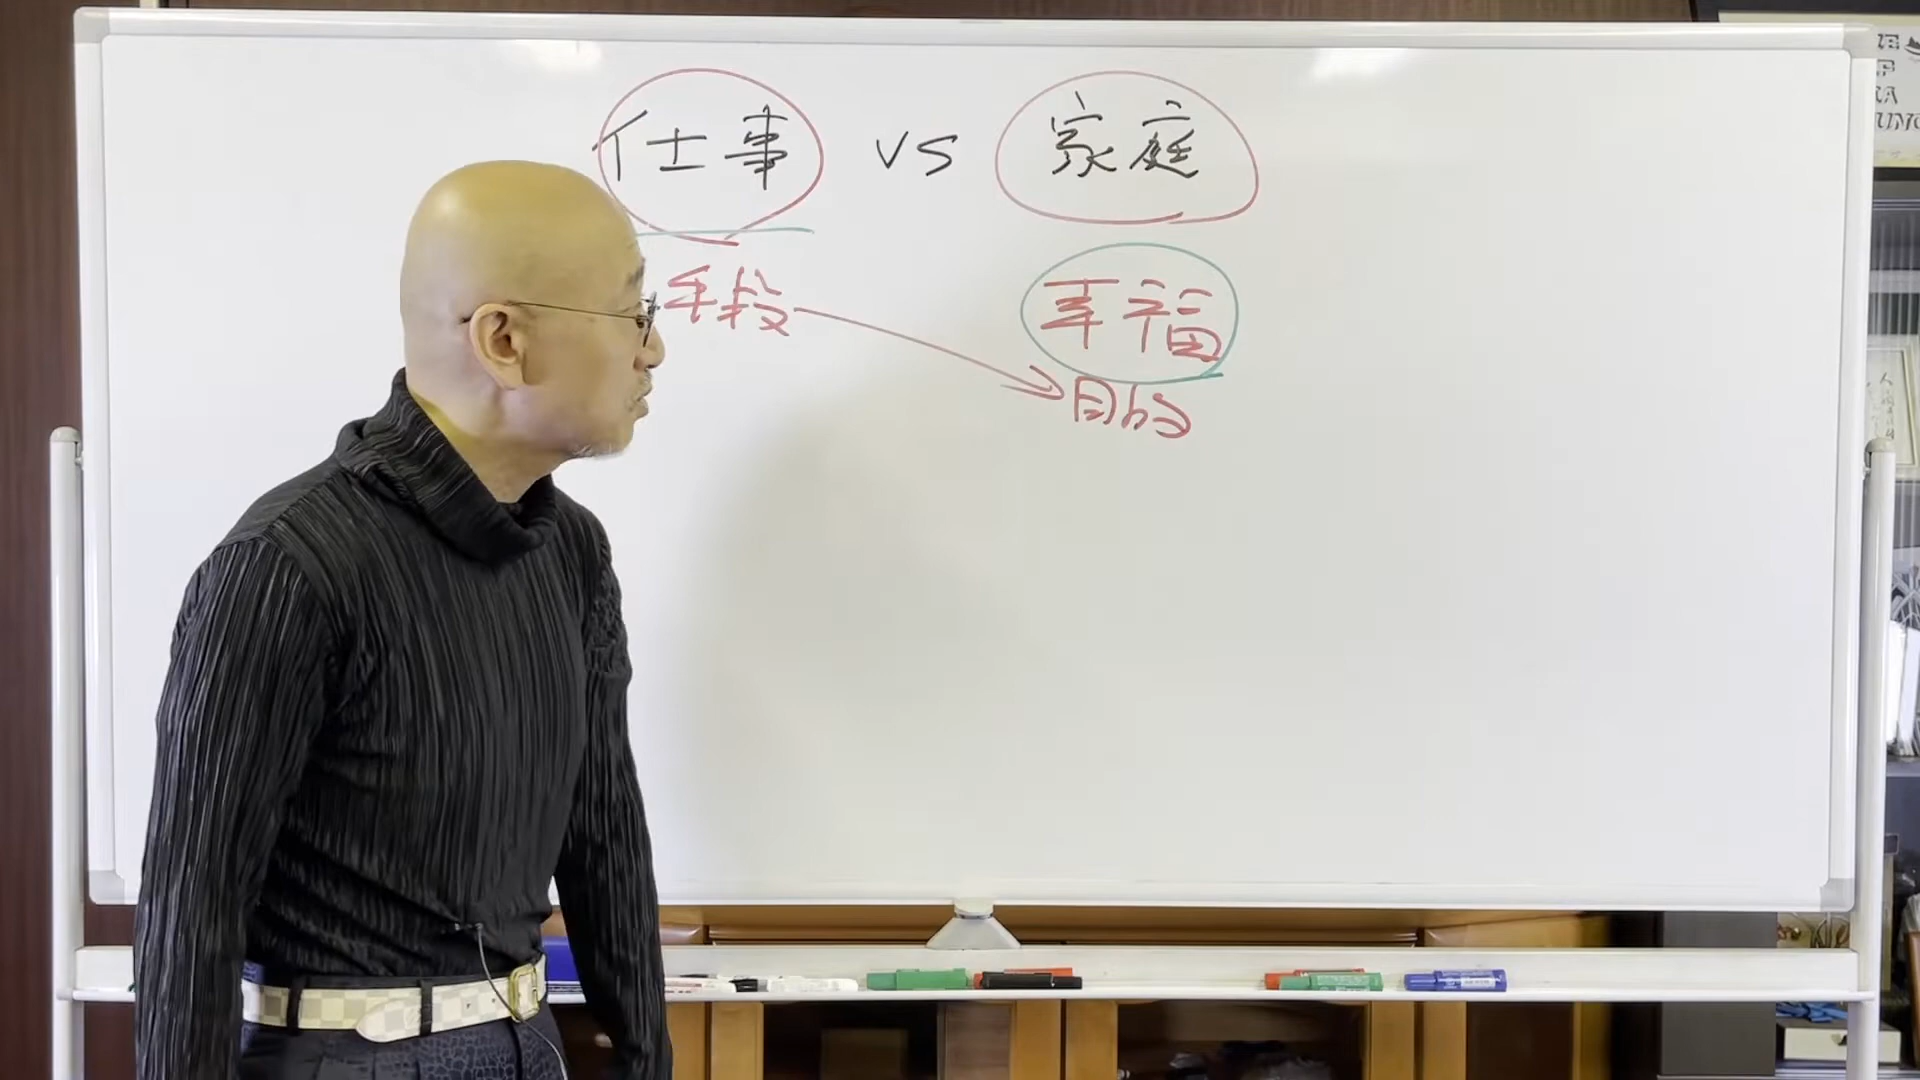 仕事 vs 家庭
手段 幸福
目的